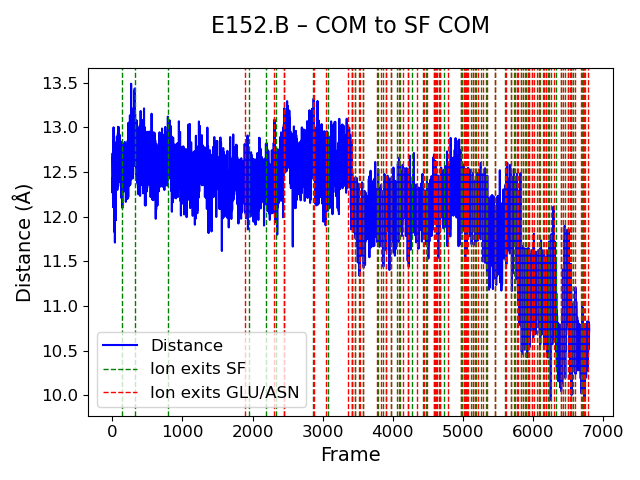 E152.B – COM to SF COM
13.5
13.0
12.5
12.0
11.5
11.0
10.5
10.0
Distance (Å)
Distance
Ion exits SF
Ion exits GLU/ASN
0 1000 2000 3000 4000 5000 6000 7000
Frame